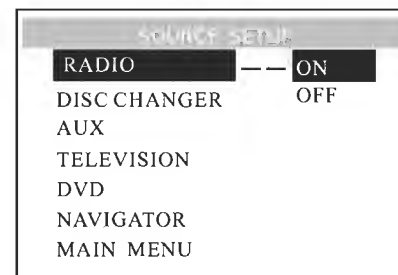 SOURCE SETUP
RADIO -- ON
DISC CHANGER OFF
AUX
TELEVISION
DVD
NAVIGATOR
MAIN MENU